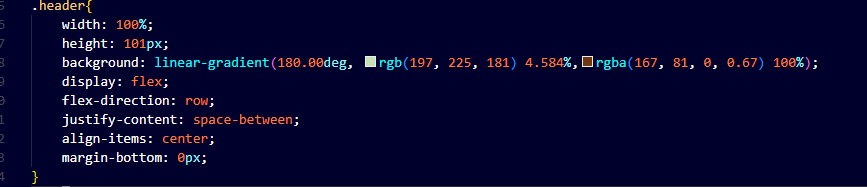 .header{
width: 100%;
height: 101px;
background: linear-gradient(180.00deg, rgb(197, 225, 181) 4.584%, rgba(167, 81, 0, 0.67) 100%);
display: flex;
flex-direction: row;
justify-content: space-between;
align-items: center;
margin-bottom: 0px;
}